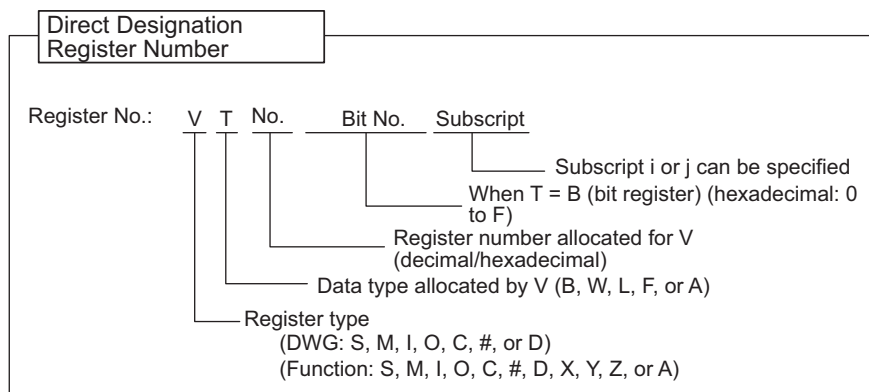 Direct Designation
Register Number
Register No.: V T No. Bit No. Subscript
Subscript i or j can be specified
When T = B (bit register) (hexadecimal: 0
to F)
Register number allocated for V
(decimal/hexadecimal)
Data type allocated by V (B, W, L, F, or A)
Register type
(DWG: S, M, I, O, C, #, or D)
(Function: S, M, I, O, C, #, D, X, Y, Z, or A)